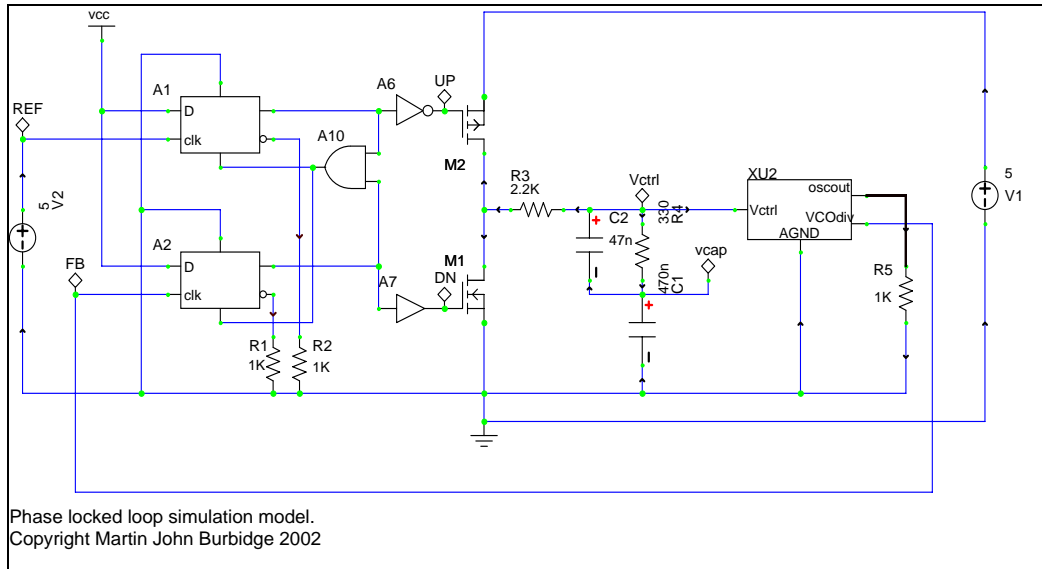 vcc
A1
D
clk
REF
5
V2
A2
D
clk
FB
A6
UP
A10
M2
R3
2.2K
Vctrl
C2
47n
330
R4
470n
C1
vcap
XU2
oscout
Vctrl
VCOdiv
AGND
5
V1
R5
1K
A7
DN
M1
R1
1K
R2
1K
Phase locked loop simulation model.
Copyright Martin John Burbidge 2002